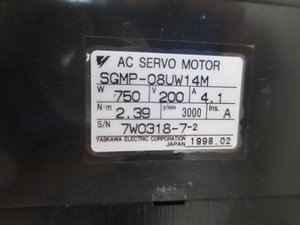 AC SERVO MOTOR
SGMP-08UW14M
W 750 V 200 A 4.1
N·m 2.39 r/min 3000 Ins. A
S/N 7W0318-7-2
YASKAWA ELECTRIC CORPORATION 1998.02
JAPAN